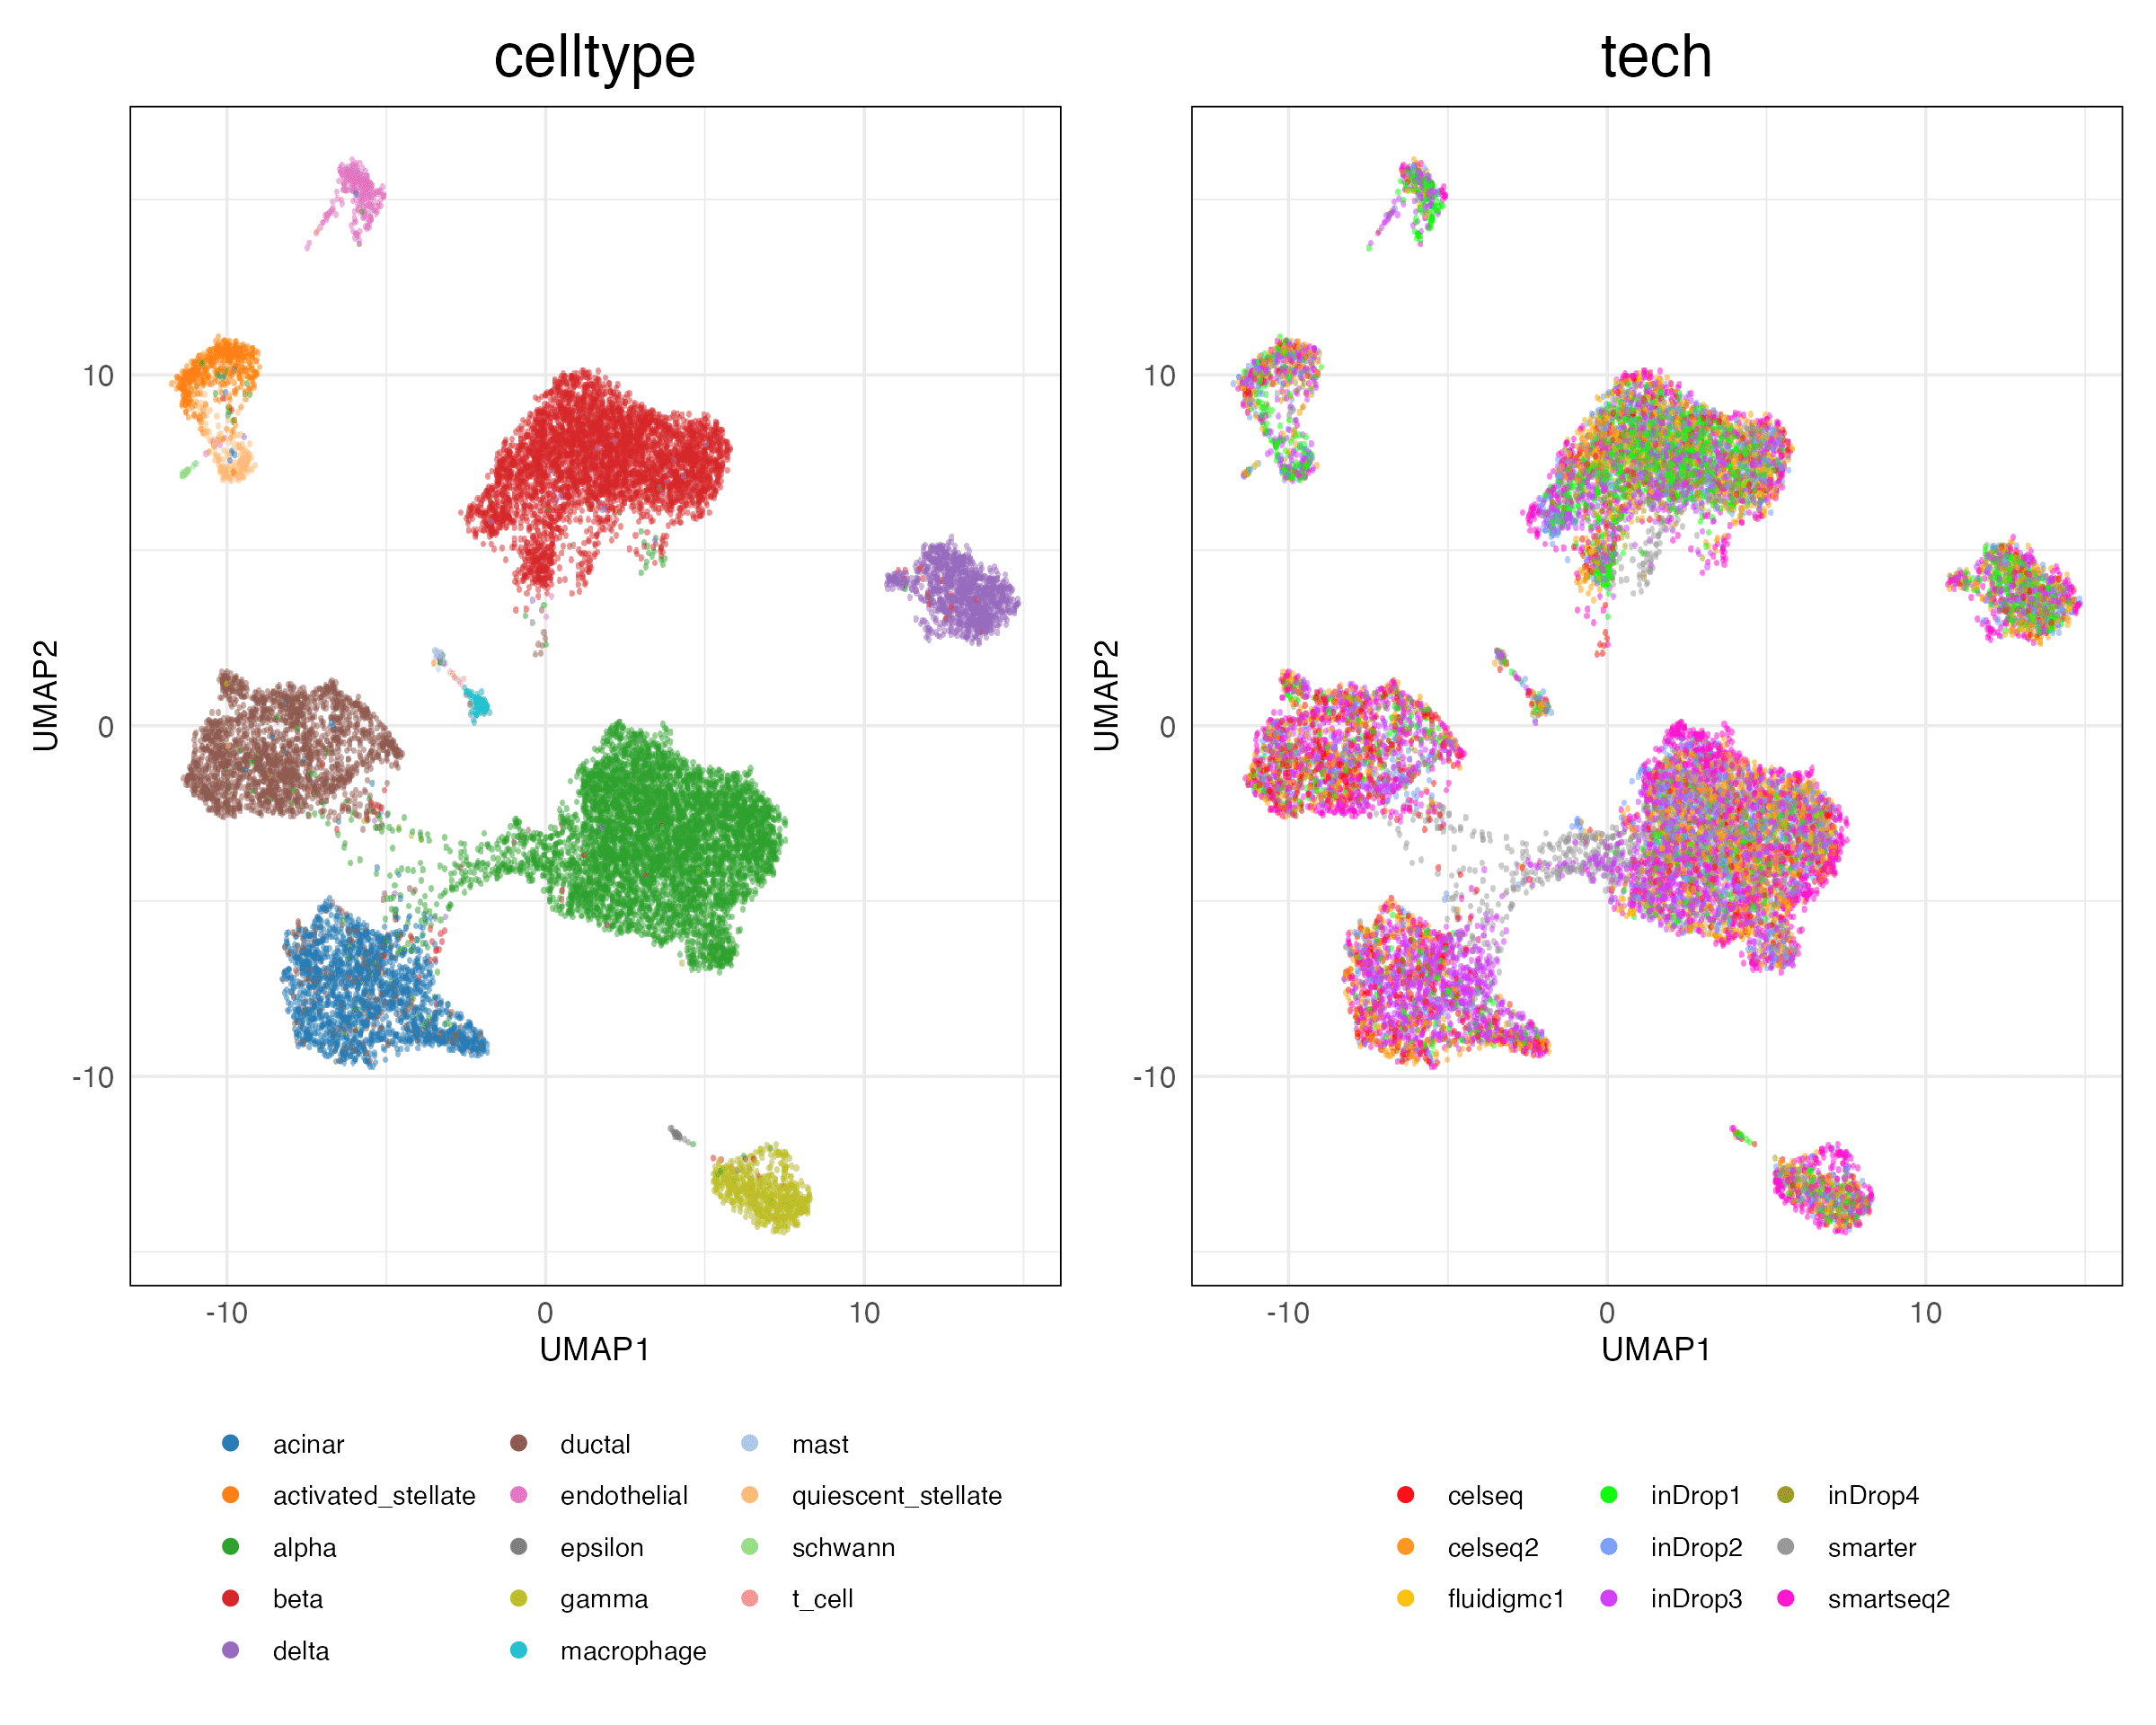 celltype
tech
UMAP2
10
0
-10
-10
0
10
UMAP1
UMAP2
10
0
-10
-10
0
10
UMAP1
acinar
activated_stellate
alpha
beta
delta
ductal
endothelial
epsilon
gamma
macrophage
mast
quiescent_stellate
schwann
t_cell
celseq
celseq2
fluidigmc1
inDrop1
inDrop2
inDrop3
inDrop4
smarter
smartseq2